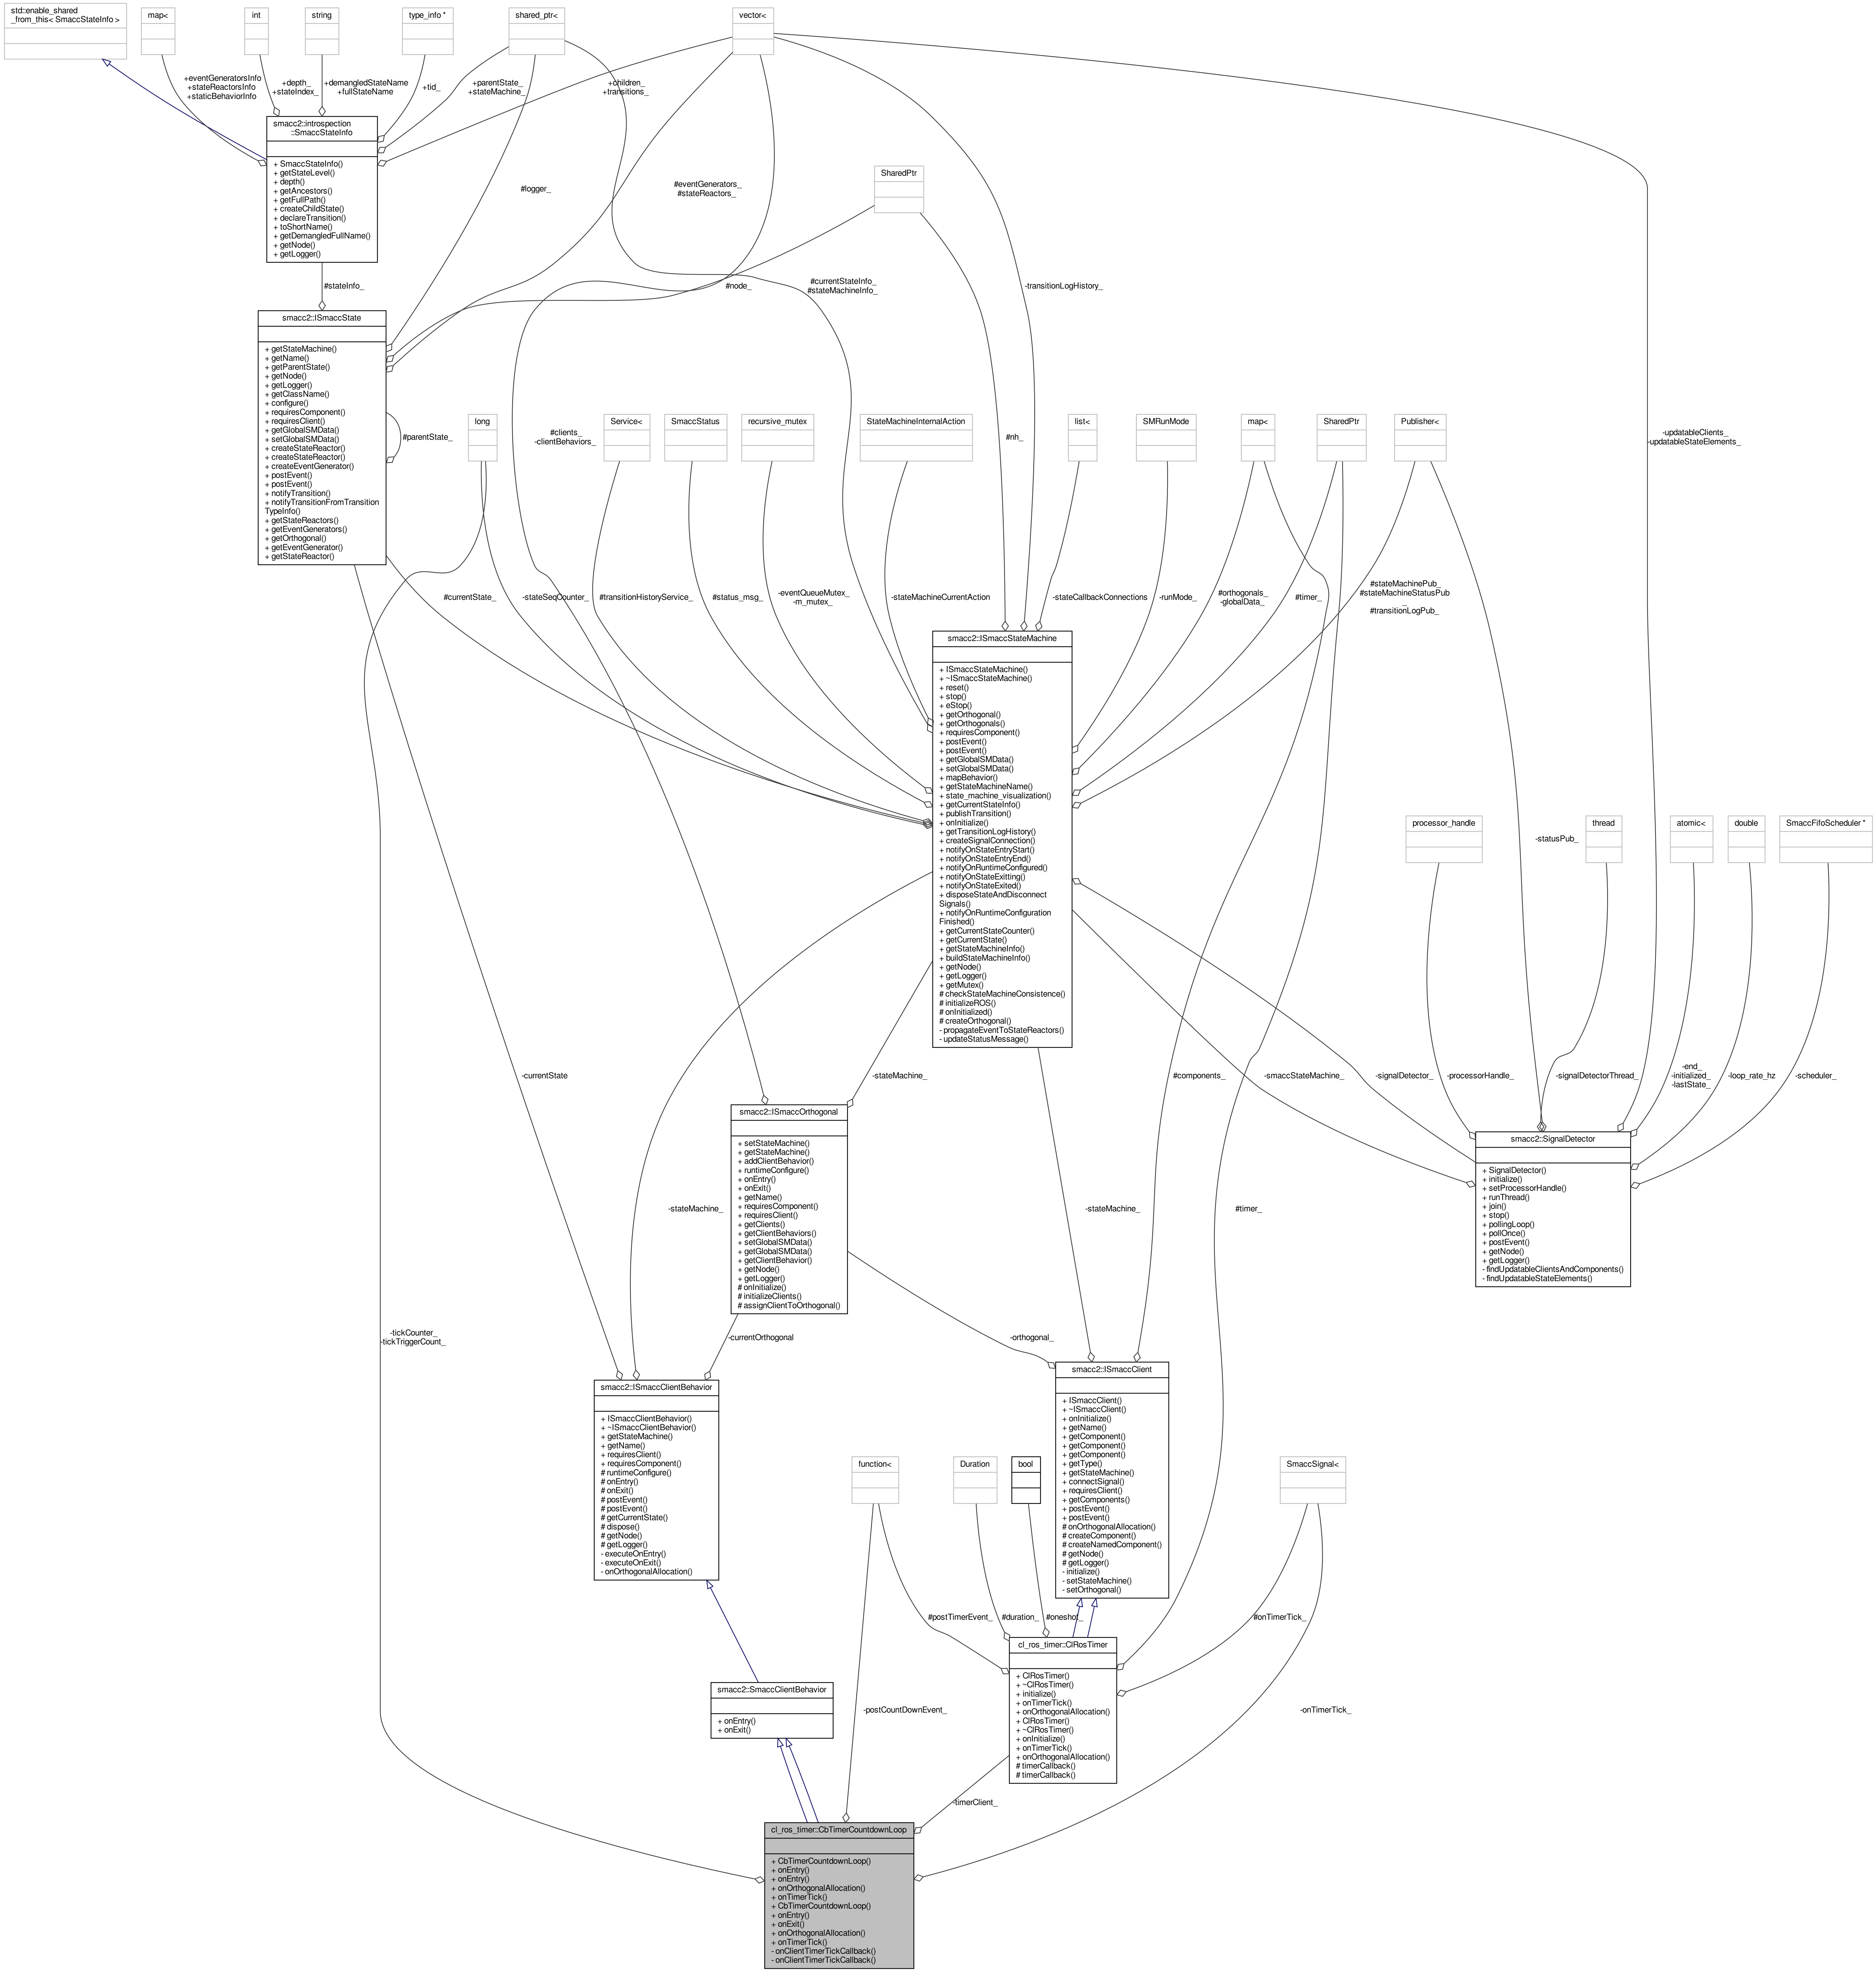 std::enable_shared
_from_this< SmaccStateInfo >
map<
int
string
type_info *
shared_ptr<
vector<
+eventGeneratorsInfo
+stateReactorsInfo
+staticBehaviorInfo
+depth_
+stateIndex_
+demangledStateName
+fullStateName
+tid_
+parentState_
+stateMachine_
+children_
+transitions_
smacc2::introspection
::SmaccStateInfo
+ SmaccStateInfo()
+ getStateLevel()
+ depth()
+ getAncestors()
+ getFullPath()
+ createChildState()
+ declareTransition()
+ toShortName()
+ getDemangledFullName()
+ getNode()
+ getLogger()
#logger_
#eventGenerators_
#stateReactors_
SharedPtr
#stateInfo_
#node_
#currentStateInfo_
#stateMachineInfo_
-transitionLogHistory_
smacc2::ISmaccState
+ getStateMachine()
+ getName()
+ getParentState()
+ getNode()
+ getLogger()
+ getClassName()
+ configure()
+ requiresComponent()
+ requiresClient()
+ getGlobalSMData()
+ setGlobalSMData()
+ createStateReactor()
+ createStateReactor()
+ createEventGenerator()
+ postEvent()
+ postEvent()
+ notifyTransition()
+ notifyTransitionFromTransition
TypeInfo()
+ getStateReactors()
+ getEventGenerators()
+ getOrthogonal()
+ getEventGenerator()
+ getStateReactor()
#parentState_
long
#clients_
-clientBehaviors_
Service<
SmaccStatus
recursive_mutex
StateMachineInternalAction
#nh_
list<
SMRunMode
map<
SharedPtr
Publisher<
-updatableClients_
-updatableStateElements_
#currentState_
-stateSeqCounter_
#transitionHistoryService_
#status_msg_
-eventQueueMutex_
-m_mutex_
-stateMachineCurrentAction
-stateCallbackConnections
-runMode_
#orthogonals_
-globalData_
#timer_
#stateMachinePub_
#stateMachineStatusPub
_
#transitionLogPub_
smacc2::ISmaccStateMachine
+ ISmaccStateMachine()
+ ~ISmaccStateMachine()
+ reset()
+ stop()
+ eStop()
+ getOrthogonal()
+ getOrthogonals()
+ requiresComponent()
+ postEvent()
+ postEvent()
+ getGlobalSMData()
+ setGlobalSMData()
+ mapBehavior()
+ getStateMachineName()
+ state_machine_visualization()
+ getCurrentStateInfo()
+ publishTransition()
+ onInitialize()
+ getTransitionLogHistory()
+ createSignalConnection()
+ notifyOnStateEntryStart()
+ notifyOnStateEntryEnd()
+ notifyOnRuntimeConfigured()
+ notifyOnStateExitting()
+ notifyOnStateExited()
+ disposeStateAndDisconnect
Signals()
+ notifyOnRuntimeConfiguration
Finished()
+ getCurrentStateCounter()
+ getCurrentState()
+ getStateMachineInfo()
+ buildStateMachineInfo()
+ getNode()
+ getLogger()
+ getMutex()
# checkStateMachineConsistence()
# initializeROS()
# onInitialized()
# createOrthogonal()
- propagateEventToStateReactors()
- updateStatusMessage()
processor_handle
-statusPub_
thread
atomic<
double
SmaccFifoScheduler *
-currentState
-stateMachine_
#components_
-smaccStateMachine_
-signalDetector_
-processorHandle_
-signalDetectorThread_
-end_
-initialized_
-lastState_
-loop_rate_hz
-scheduler_
smacc2::ISmaccOrthogonal
+ setStateMachine()
+ getStateMachine()
+ addClientBehavior()
+ runtimeConfigure()
+ onEntry()
+ onExit()
+ getName()
+ requiresComponent()
+ requiresClient()
+ getClients()
+ getClientBehaviors()
+ setGlobalSMData()
+ getGlobalSMData()
+ getClientBehavior()
+ getNode()
+ getLogger()
# onInitialize()
# initializeClients()
# assignClientToOrthogonal()
smacc2::SignalDetector
+ SignalDetector()
+ initialize()
+ setProcessorHandle()
+ runThread()
+ join()
+ stop()
+ pollingLoop()
+ pollOnce()
+ postEvent()
+ getNode()
+ getLogger()
- findUpdatableClientsAndComponents()
- findUpdatableStateElements()
-stateMachine_
-stateMachine_
#timer_
-tickCounter_
-tickTriggerCount_
-currentOrthogonal
-orthogonal_
smacc2::ISmaccClientBehavior
+ ISmaccClientBehavior()
+ ~ISmaccClientBehavior()
+ getStateMachine()
+ getName()
+ requiresClient()
+ requiresComponent()
# runtimeConfigure()
# onEntry()
# onExit()
# postEvent()
# postEvent()
# getCurrentState()
# dispose()
# getNode()
# getLogger()
- executeOnEntry()
- executeOnExit()
- onOrthogonalAllocation()
smacc2::ISmaccClient
+ ISmaccClient()
+ ~ISmaccClient()
+ onInitialize()
+ getName()
+ getComponent()
+ getComponent()
+ getComponent()
+ getType()
+ getStateMachine()
+ connectSignal()
+ requiresClient()
+ getComponents()
+ postEvent()
+ postEvent()
# onOrthogonalAllocation()
# createComponent()
# createNamedComponent()
# getNode()
# getLogger()
- initialize()
- setStateMachine()
- setOrthogonal()
function<
Duration
bool
SmaccSignal<
#postTimerEvent_
#duration_
#oneshot_
#onTimerTick_
cl_ros_timer::ClRosTimer
+ ClRosTimer()
+ ~ClRosTimer()
+ initialize()
+ onTimerTick()
+ onOrthogonalAllocation()
+ ClRosTimer()
+ ~ClRosTimer()
+ onInitialize()
+ onTimerTick()
+ onOrthogonalAllocation()
# timerCallback()
# timerCallback()
smacc2::SmaccClientBehavior
+ onEntry()
+ onExit()
-postCountDownEvent_
-onTimerTick_
-timerClient_
cl_ros_timer::CbTimerCountdownLoop
+ CbTimerCountdownLoop()
+ onEntry()
+ onEntry()
+ onOrthogonalAllocation()
+ onTimerTick()
+ CbTimerCountdownLoop()
+ onEntry()
+ onExit()
+ onOrthogonalAllocation()
+ onTimerTick()
- onClientTimerTickCallback()
- onClientTimerTickCallback()